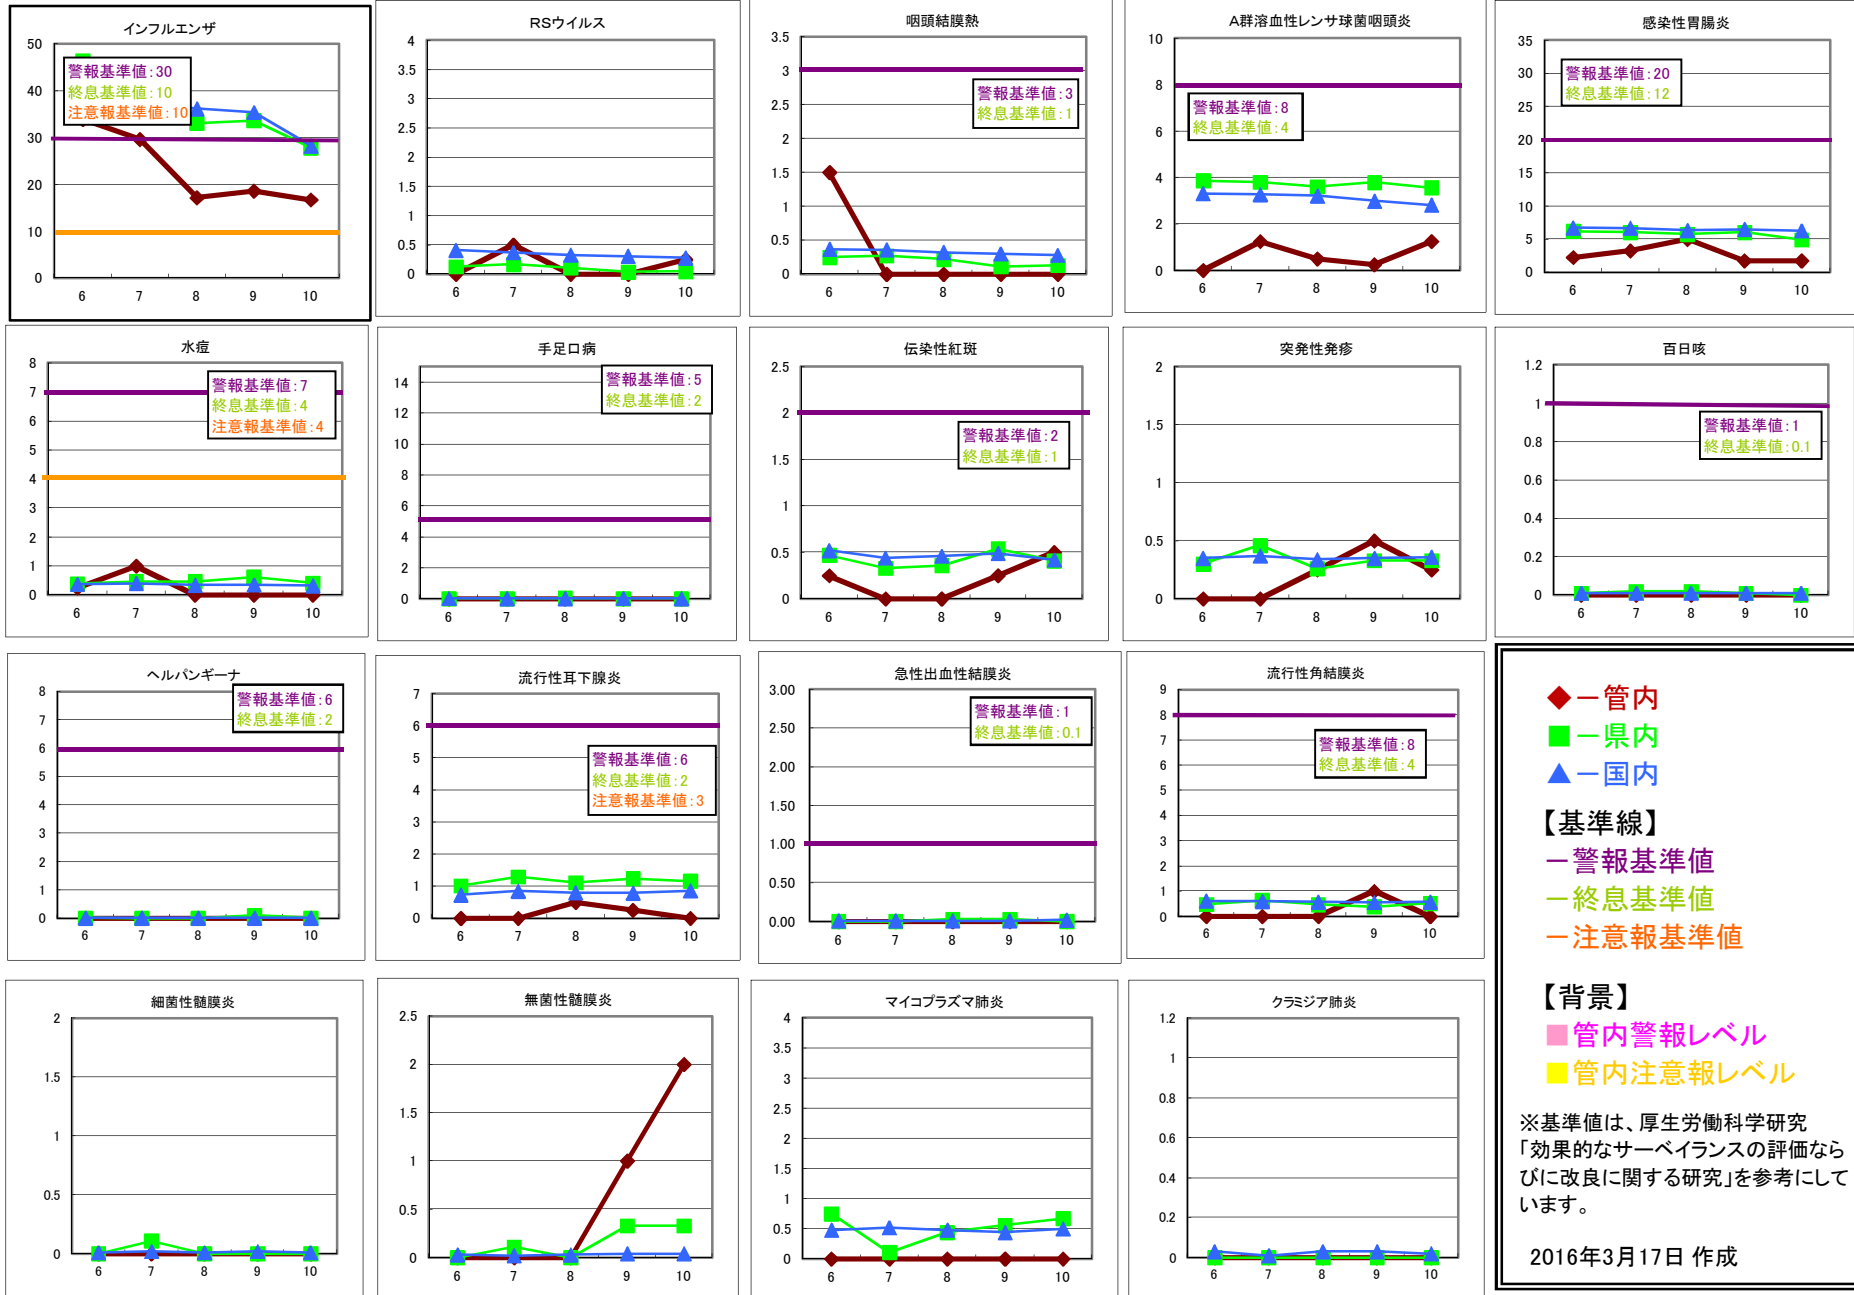 インフルエンザ
50
40
30
20
10
0
警報基準値:30
終息基準値:10
注意報基準値:10
6 7 8 9 10
RSウイルス
4
3.5
3
2.5
2
1.5
1
0.5
0
6 7 8 9 10
咽頭結膜熱
3.5
3
2.5
2
1.5
1
0.5
0
警報基準値:3
終息基準値:1
6 7 8 9 10
A群溶血性レンサ球菌咽頭炎
10
8
6
4
2
0
警報基準値:8
終息基準値:4
6 7 8 9 10
感染性胃腸炎
35
30
25
20
15
10
5
0
警報基準値:20
終息基準値:12
6 7 8 9 10
水痘
8
7
6
5
4
3
2
1
0
警報基準値:7
終息基準値:4
注意報基準値:4
6 7 8 9 10
手足口病
14
12
10
8
6
4
2
0
警報基準値:5
終息基準値:2
6 7 8 9 10
伝染性紅斑
2.5
2
1.5
1
0.5
0
警報基準値:2
終息基準値:1
6 7 8 9 10
突発性発疹
2
1.5
1
0.5
0
6 7 8 9 10
百日咳
1.2
1
0.8
0.6
0.4
0.2
0
警報基準値:1
終息基準値:0.1
6 7 8 9 10
ヘルパンギーナ
8
7
6
5
4
3
2
1
0
警報基準値:6
終息基準値:2
6 7 8 9 10
流行性耳下腺炎
7
6
5
4
3
2
1
0
警報基準値:6
終息基準値:2
注意報基準値:3
6 7 8 9 10
急性出血性結膜炎
3.00
2.50
2.00
1.50
1.00
0.50
0.00
警報基準値:1
終息基準値:0.1
6 7 8 9 10
流行性角結膜炎
9
8
7
6
5
4
3
2
1
0
警報基準値:8
終息基準値:4
6 7 8 9 10
細菌性髄膜炎
2
1.5
1
0.5
0
6 7 8 9 10
無菌性髄膜炎
2.5
2
1.5
1
0.5
0
6 7 8 9 10
マイコプラズマ肺炎
4
3.5
3
2.5
2
1.5
1
0.5
0
6 7 8 9 10
クラミジア肺炎
1.2
1
0.8
0.6
0.4
0.2
0
6 7 8 9 10
◆ー管内
■ー県内
▲ー国内
【基準線】
ー警報基準値
ー終息基準値
ー注意報基準値
【背景】
■管内警報レベル
■管内注意報レベル
※基準値は、厚生労働科学研究
「効果的なサーベイランスの評価なら
びに改良に関する研究」を参考にして
います。
2016年3月17日 作成